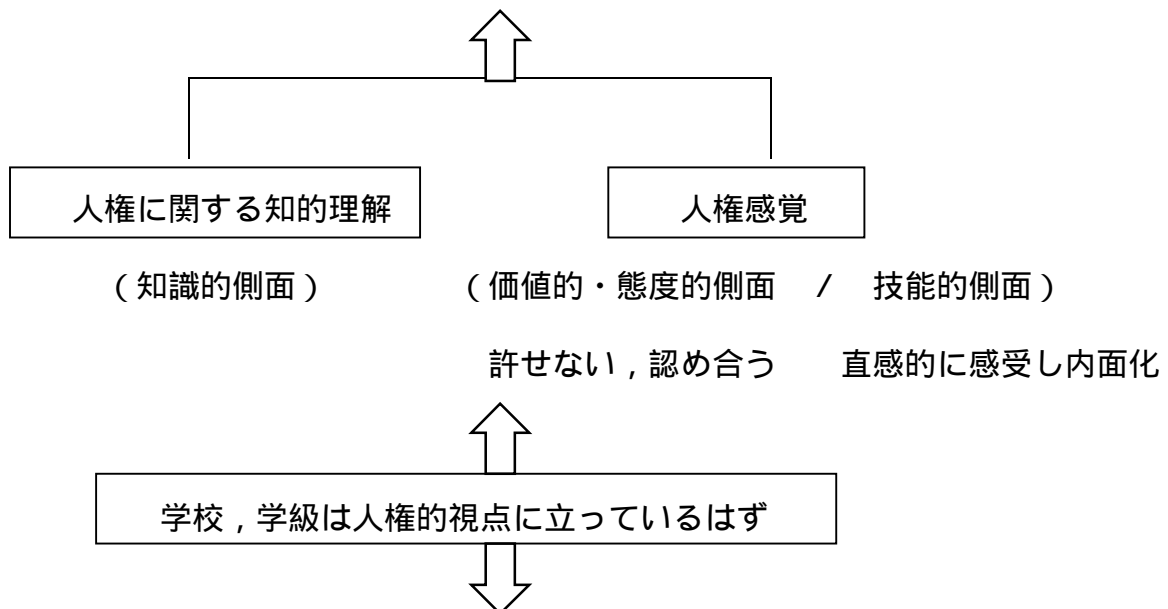 人権に関する知的理解 人権感覚
(知識的側面) (価値的・態度的側面 / 技能的側面)
許せない,認め合う 直感的に感受し内面化
学校,学級は人権的視点に立っているはず